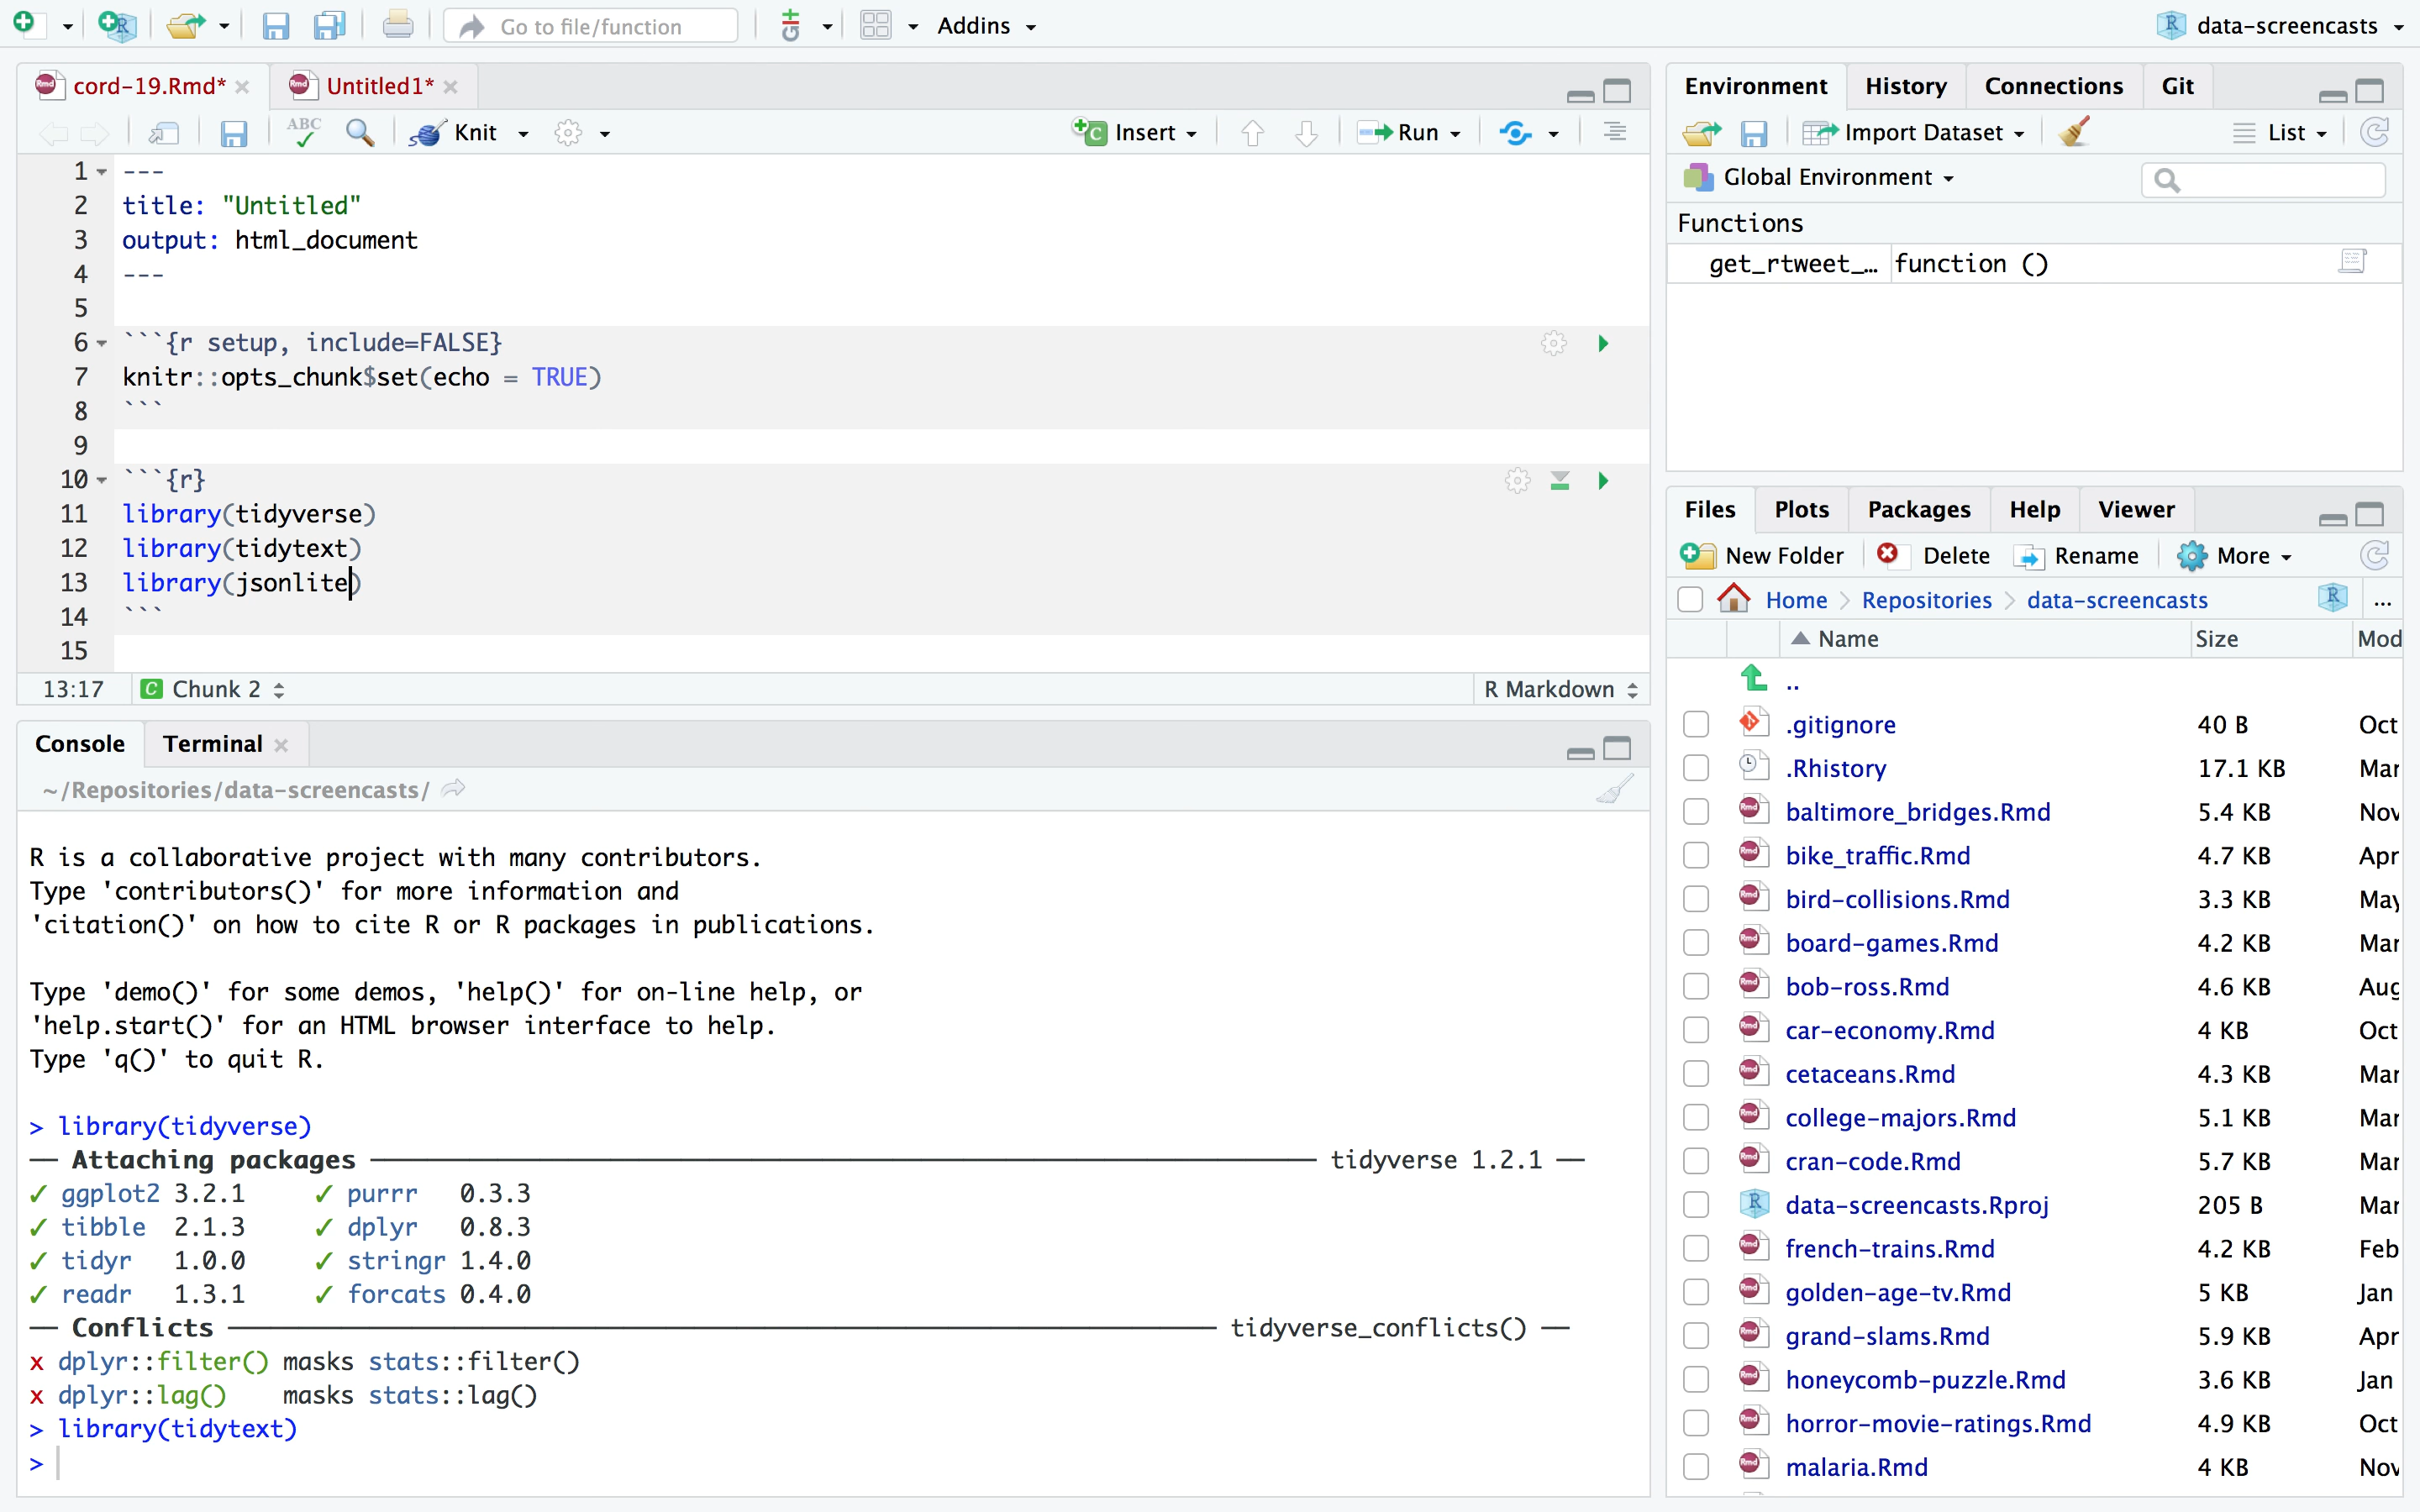 Go to file/function
Addins
data-screencasts
cord-19.Rmd*
Untitled1*
ABC
Knit
Insert
Run
1 ---
2 title: "Untitled"
3 output: html_document
4 ---
5
6 ```{r setup, include=FALSE}
7 knitr::opts_chunk$set(echo = TRUE)
8 ```
9
10 ```{r}
11 library(tidyverse)
12 library(tidytext)
13 library(jsonlite)
14 ```
15
13:17 C Chunk 2 R Markdown
Console Terminal
~/Repositories/data-screencasts/
R is a collaborative project with many contributors.
Type 'contributors()' for more information and
'citation()' on how to cite R or R packages in publications.
Type 'demo()' for some demos, 'help()' for on-line help, or
'help.start()' for an HTML browser interface to help.
Type 'q()' to quit R.
> library(tidyverse)
── Attaching packages ──────────────── tidyverse 1.2.1 ──
✓ ggplot2 3.2.1 ✓ purrr 0.3.3
✓ tibble 2.1.3 ✓ dplyr 0.8.3
✓ tidyr 1.0.0 ✓ stringr 1.4.0
✓ readr 1.3.1 ✓ forcats 0.4.0
── Conflicts ──────────────── tidyverse_conflicts() ──
x dplyr::filter() masks stats::filter()
x dplyr::lag() masks stats::lag()
> library(tidytext)
>
Environment History Connections Git
Import Dataset List
Global Environment
Functions
get_rtweet_… function ()
Files Plots Packages Help Viewer
New Folder Delete Rename More
Home Repositories data-screencasts ...
Name Size Mod
..
.gitignore 40 B Oct
.Rhistory 17.1 KB Mar
baltimore_bridges.Rmd 5.4 KB Nov
bike_traffic.Rmd 4.7 KB Apr
bird-collisions.Rmd 3.3 KB May
board-games.Rmd 4.2 KB Mar
bob-ross.Rmd 4.6 KB Aug
car-economy.Rmd 4 KB Oct
cetaceans.Rmd 4.3 KB Mar
college-majors.Rmd 5.1 KB Mar
cran-code.Rmd 5.7 KB Mar
data-screencasts.Rproj 205 B Mar
french-trains.Rmd 4.2 KB Feb
golden-age-tv.Rmd 5 KB Jan
grand-slams.Rmd 5.9 KB Apr
honeycomb-puzzle.Rmd 3.6 KB Jan
horror-movie-ratings.Rmd 4.9 KB Oct
malaria.Rmd 4 KB Nov